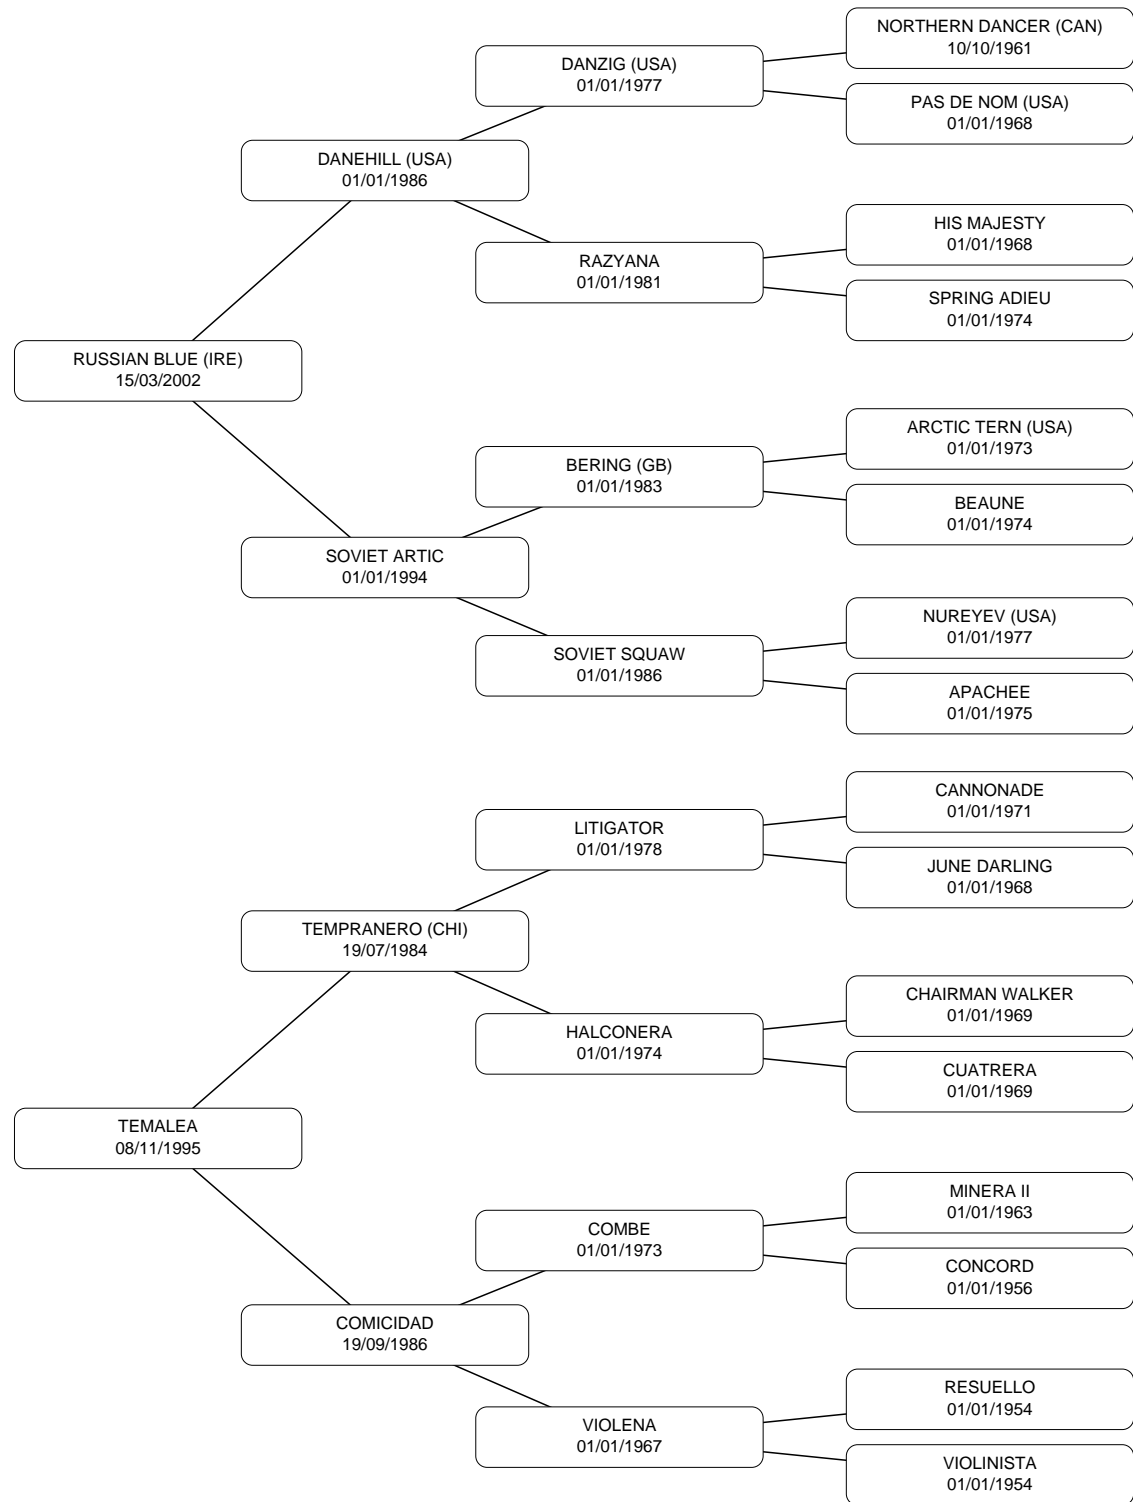 NORTHERN DANCER (CAN)
10/10/1961
DANZIG (USA)
01/01/1977
PAS DE NOM (USA)
01/01/1968
DANEHILL (USA)
01/01/1986
HIS MAJESTY
01/01/1968
RAZYANA
01/01/1981
SPRING ADIEU
01/01/1974
RUSSIAN BLUE (IRE)
15/03/2002
ARCTIC TERN (USA)
01/01/1973
BERING (GB)
01/01/1983
BEAUNE
01/01/1974
SOVIET ARTIC
01/01/1994
NUREYEV (USA)
01/01/1977
SOVIET SQUAW
01/01/1986
APACHEE
01/01/1975
CANNONADE
01/01/1971
LITIGATOR
01/01/1978
JUNE DARLING
01/01/1968
TEMPRANERO (CHI)
19/07/1984
CHAIRMAN WALKER
01/01/1969
HALCONERA
01/01/1974
CUATRERA
01/01/1969
TEMALEA
08/11/1995
MINERA II
01/01/1963
COMBE
01/01/1973
CONCORD
01/01/1956
COMICIDAD
19/09/1986
RESUELLO
01/01/1954
VIOLENA
01/01/1967
VIOLINISTA
01/01/1954